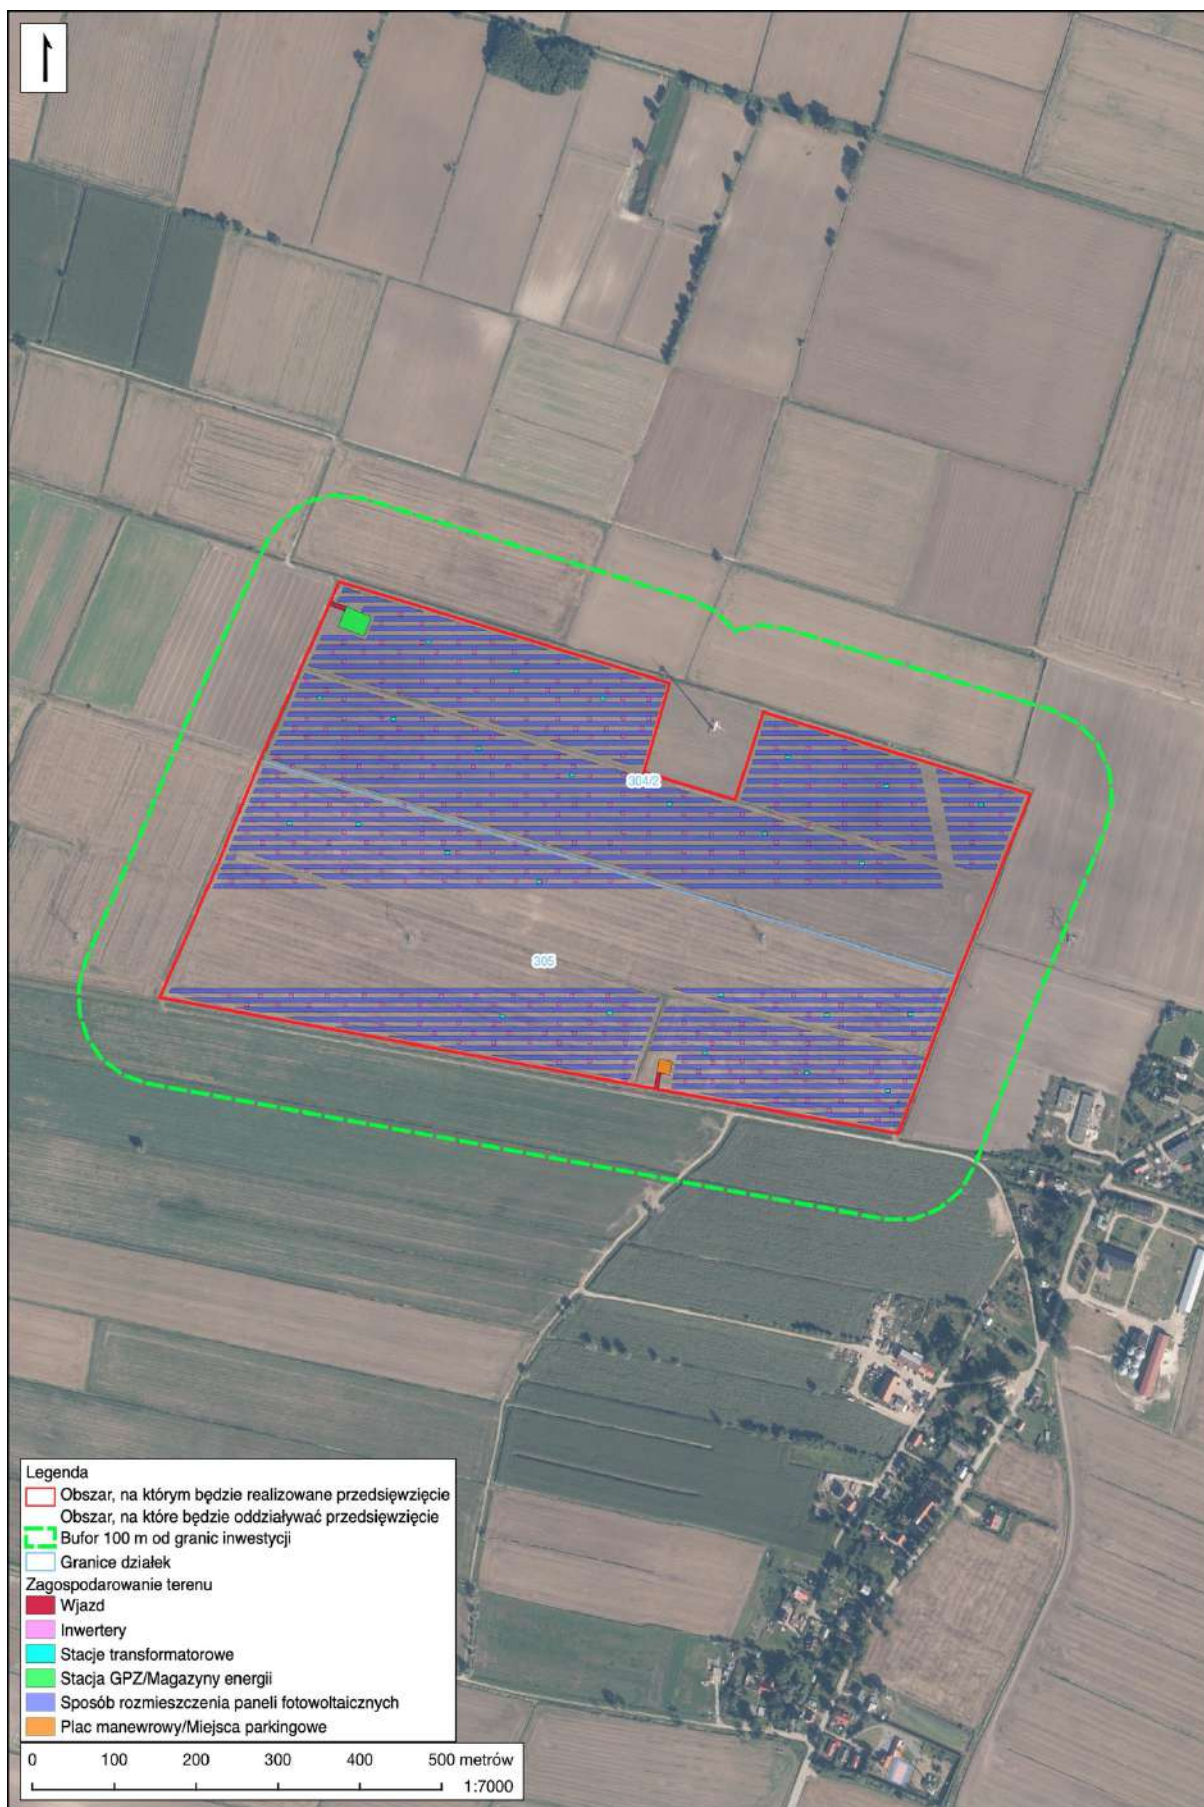 304/2
305
Legenda
Obszar, na którym będzie realizowane przedsięwzięcie
Obszar, na które będzie oddziaływać przedsięwzięcie
Bufor 100 m od granic inwestycji
Granice działek
Zagospodarowanie terenu
Wjazd
Inwertery
Stacje transformatorowe
Stacja GPZ/Magazyny energii
Sposób rozmieszczenia paneli fotowoltaicznych
Plac manewrowy/Miejsca parkingowe
0 100 200 300 400 500 metrów
1:7000